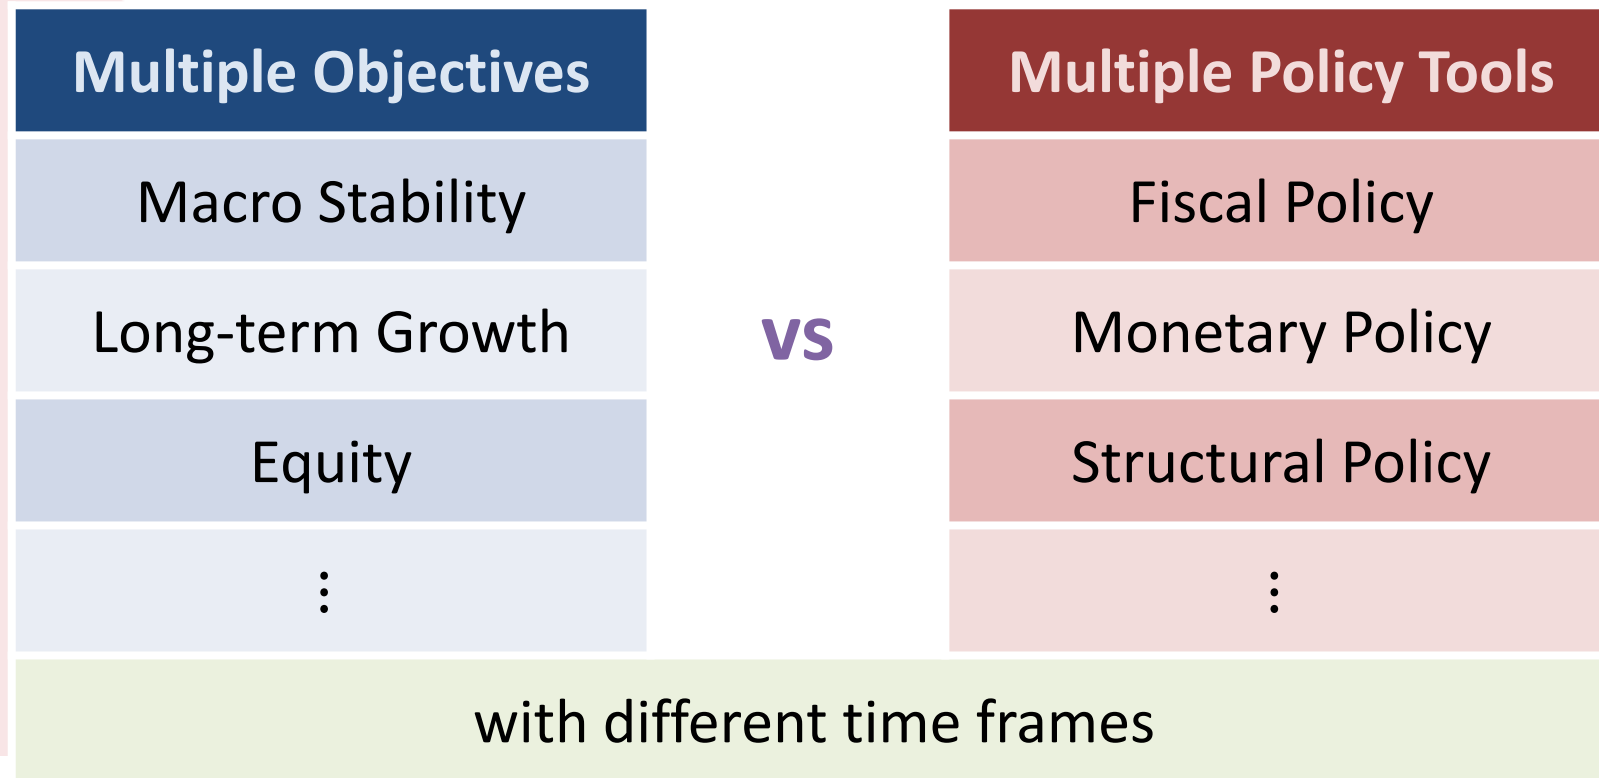 Multiple Objectives
Macro Stability
Long-term Growth
Equity
⋮
vs
Multiple Policy Tools
Fiscal Policy
Monetary Policy
Structural Policy
⋮
with different time frames